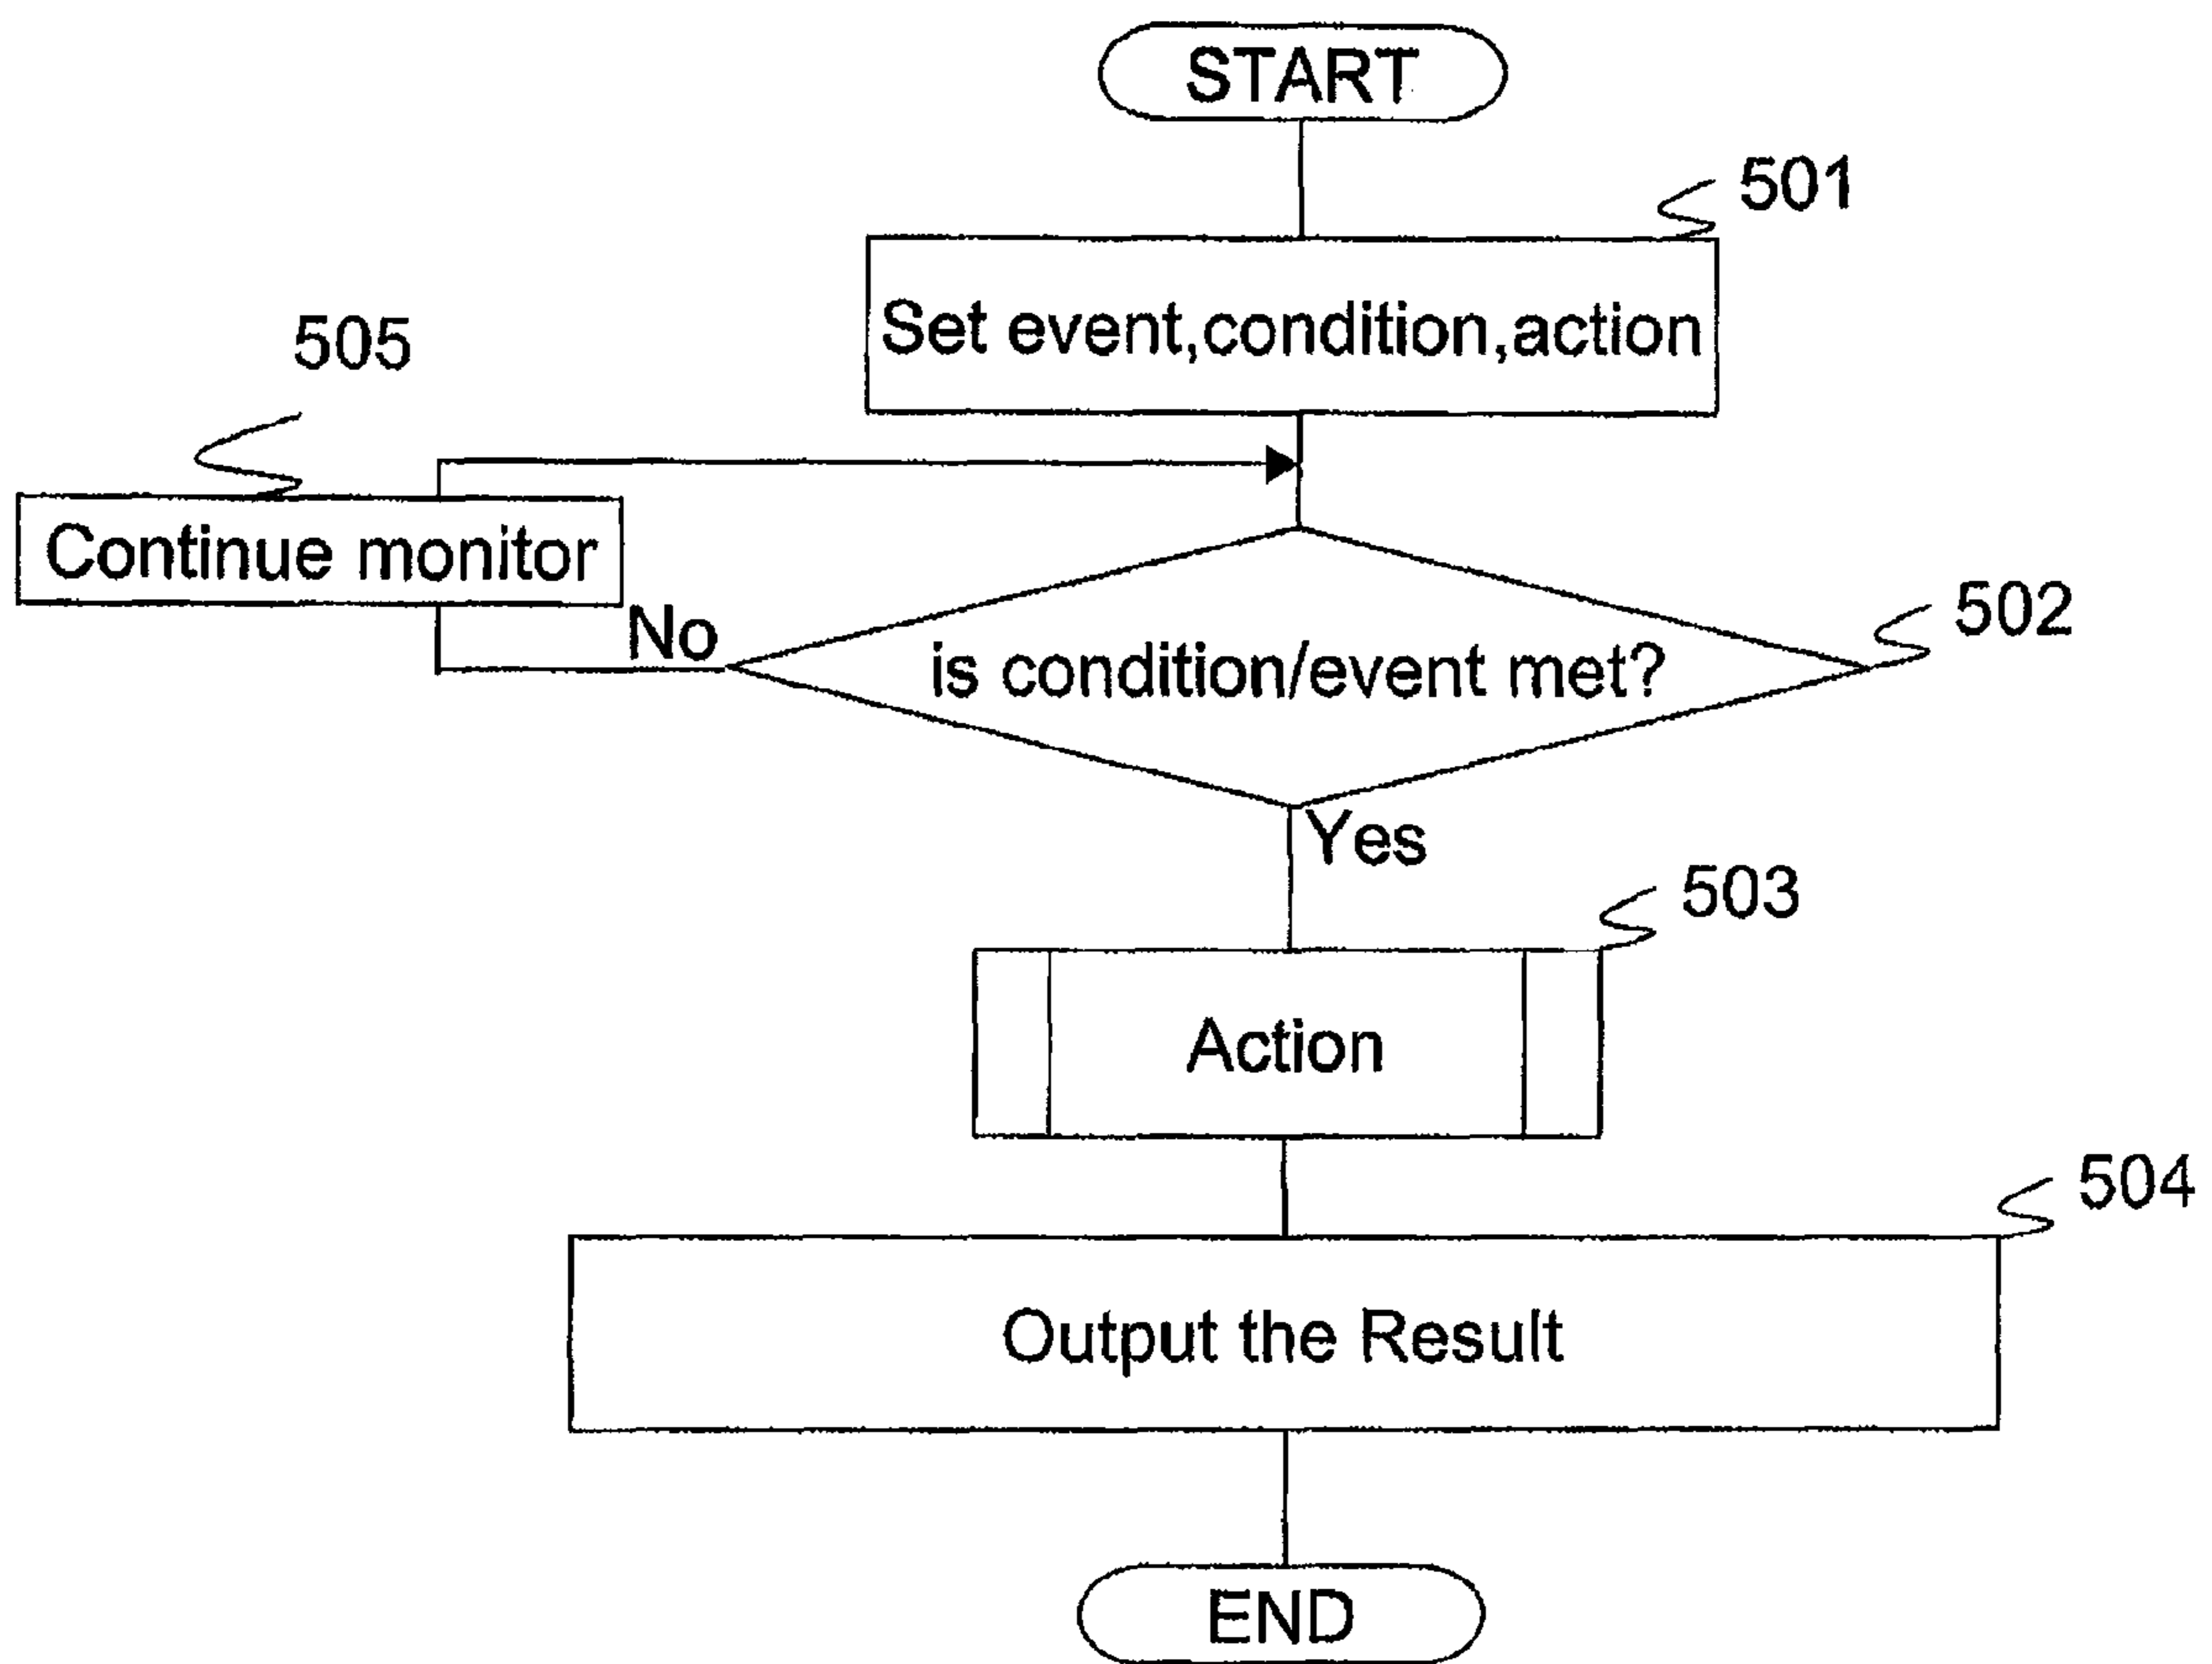 START
501
Set event,condition,action
505
Continue monitor
No
is condition/event met?
502
Yes
503
Action
504
Output the Result
END